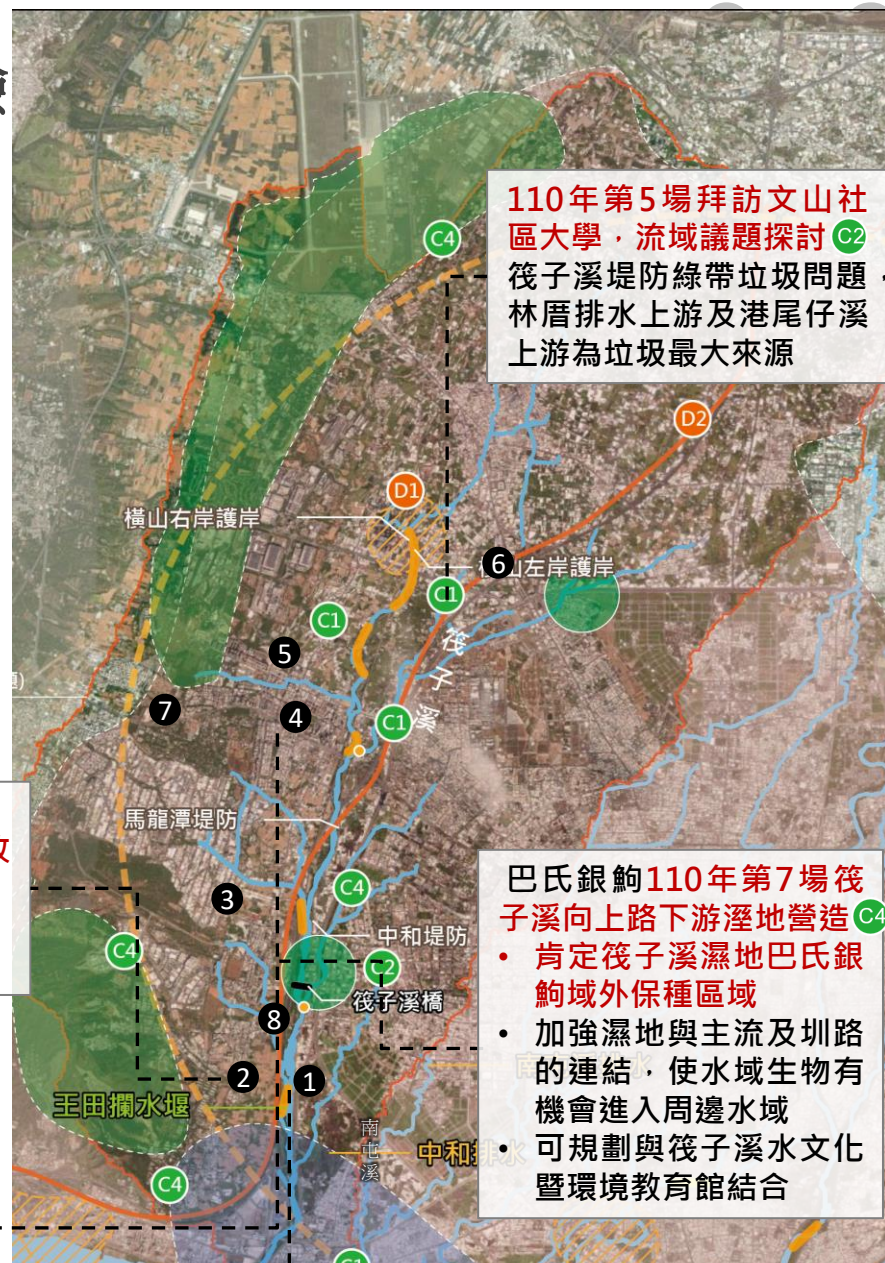 C4
110年第5場拜訪文山社
區大學，流域議題探討 C2
筏子溪堤防綠帶垃圾問題，
林厝排水上游及港尾仔溪
上游為垃圾最大來源
D2
D1
橫山右岸護岸
6
山左岸護岸
C1
C1
筏子溪
5
7
4
C1
馬龍潭堤防
3
C4
C4
中和堤防
C2
筏子溪橋
8
2
1
王田攔水堰
南屯溪
中和排水
C4
C1
巴氏銀鮈110年第7場筏
子溪向上路下游溼地營造 C4
• 肯定筏子溪濕地巴氏銀
鮈域外保種區域
• 加強濕地與主流及圳路
的連結，使水域生物有
機會進入周邊水域
• 可規劃與筏子溪水文化
暨環境教育館結合